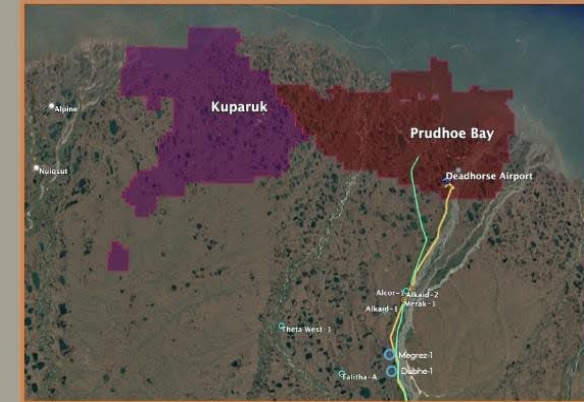 Kuparuk
Alpine
Prudhoe Bay
Nuiqsut
Deadhorse Airport
Alcor-1 Alkaid-2
Alkaid-1 Merak-1
Theta West-1
Megrez-1
Talitha-A
Dubhe-1